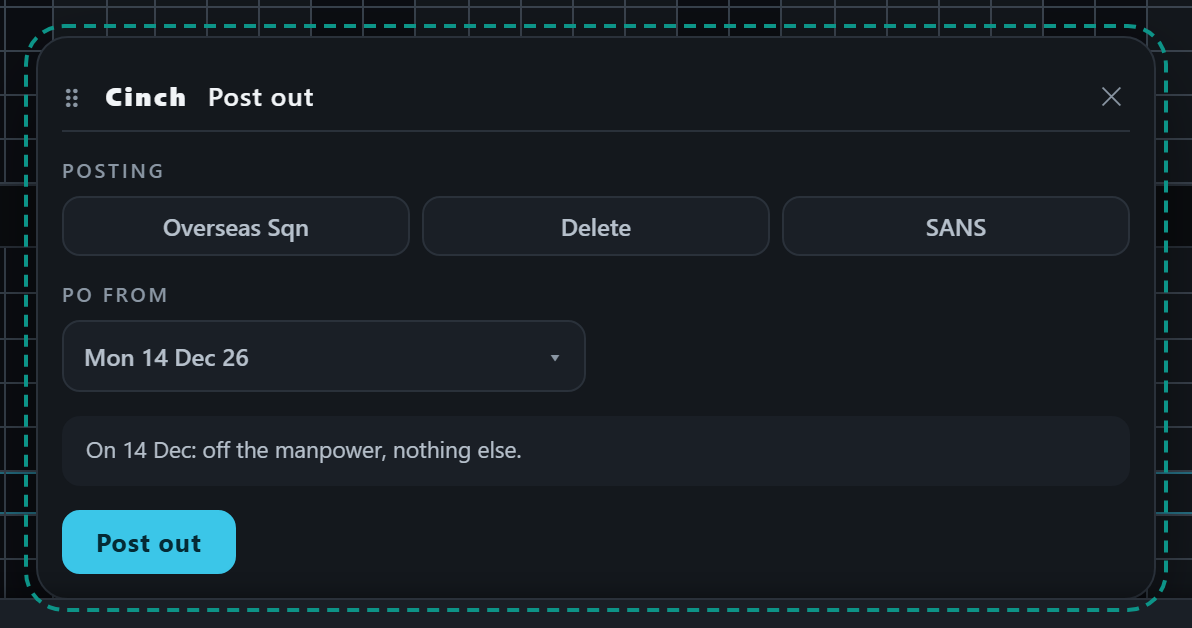 Cinch Post out
POSTING
Overseas Sqn Delete SANS
PO FROM
Mon 14 Dec 26
On 14 Dec: off the manpower, nothing else.
Post out